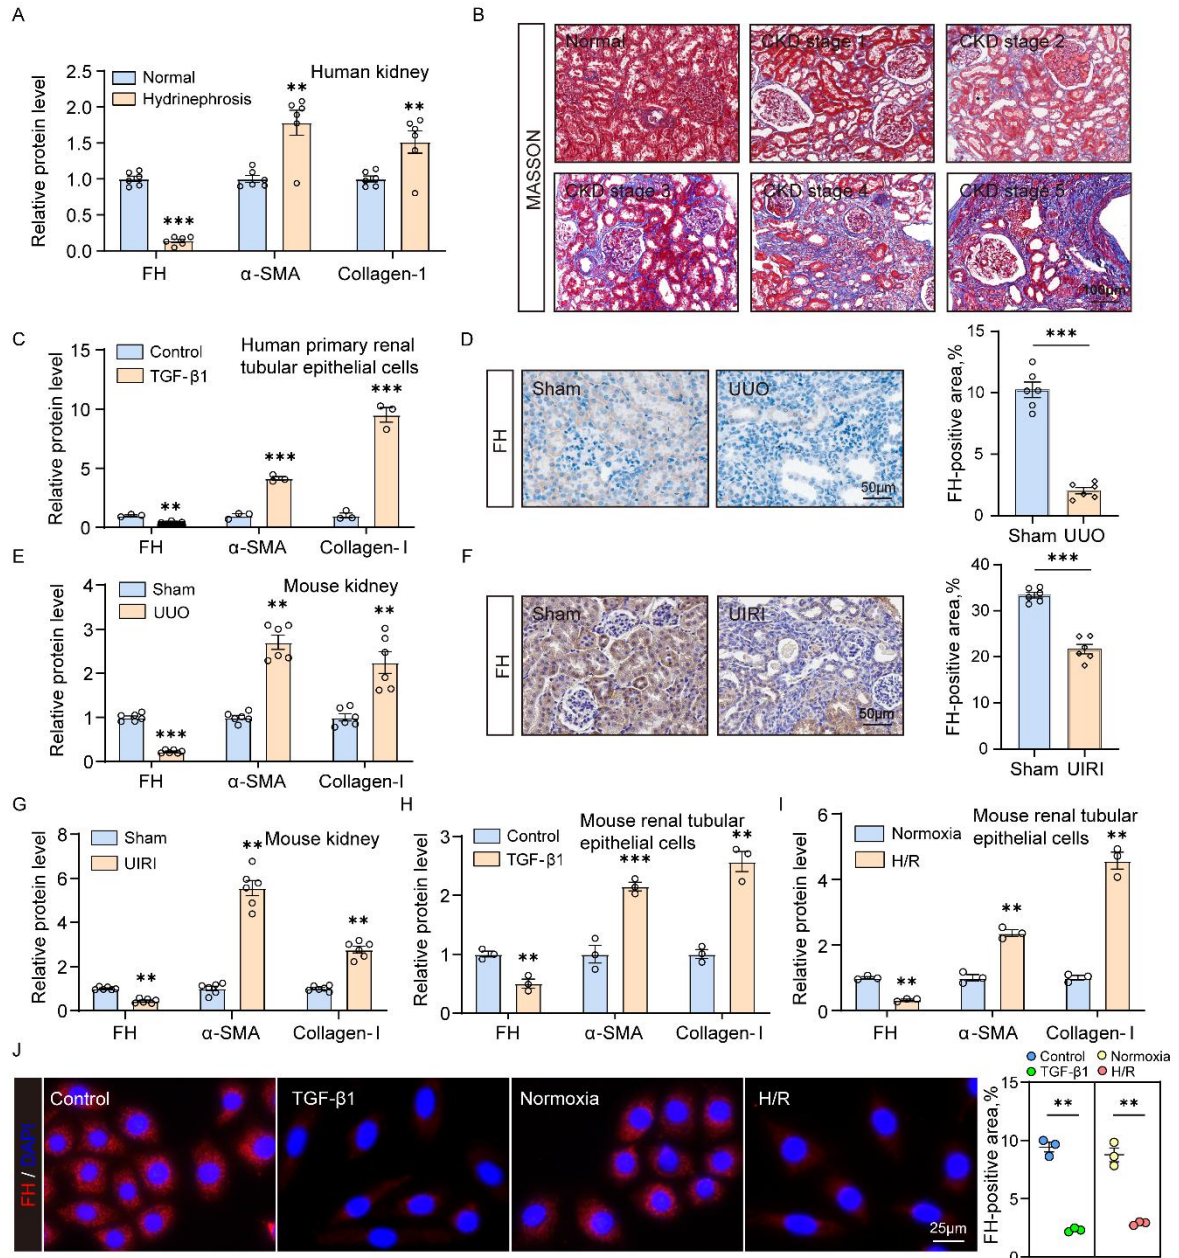 A
Relative protein level
2.5
2.0
1.5
1.0
0.5
0.0
Normal
Hydrinephrosis
Human kidney
**
**
***
FH
α-SMA
Collagen-1
B
MASSON
Normal
CKD stage 1
CKD stage 2
CKD stage 3
CKD stage 4
CKD stage 5
100μm
C
Relative protein level
15
10
5
0
Control
TGF-β1
Human primary renal
tubular epithelial cells
***
***
**
FH
α-SMA
Collagen-I
D
FH
Sham
UUO
50μm
FH-positive area,%
15
10
5
0
***
Sham
UUO
E
Relative protein level
4
3
2
1
0
Sham
UUO
Mouse kidney
**
**
***
FH
α-SMA
Collagen-I
F
FH
Sham
UIRI
50μm
FH-positive area,%
40
30
20
10
0
***
Sham
UIRI
G
Relative protein level
8
6
4
2
0
Sham
UIRI
Mouse kidney
**
**
**
FH
α-SMA
Collagen-I
H
Relative protein level
3
2
1
0
Control
TGF-β1
Mouse renal tubular
epithelial cells
**
***
**
FH
α-SMA
Collagen-I
I
Relative protein level
6
4
2
0
Normoxia
H/R
Mouse renal tubular
epithelial cells
**
**
**
FH
α-SMA
Collagen-I
J
FH / DAPI
Control
TGF-β1
Normoxia
H/R
25μm
Control
TGF-β1
Normoxia
H/R
FH-positive area,%
15
10
5
0
**
**